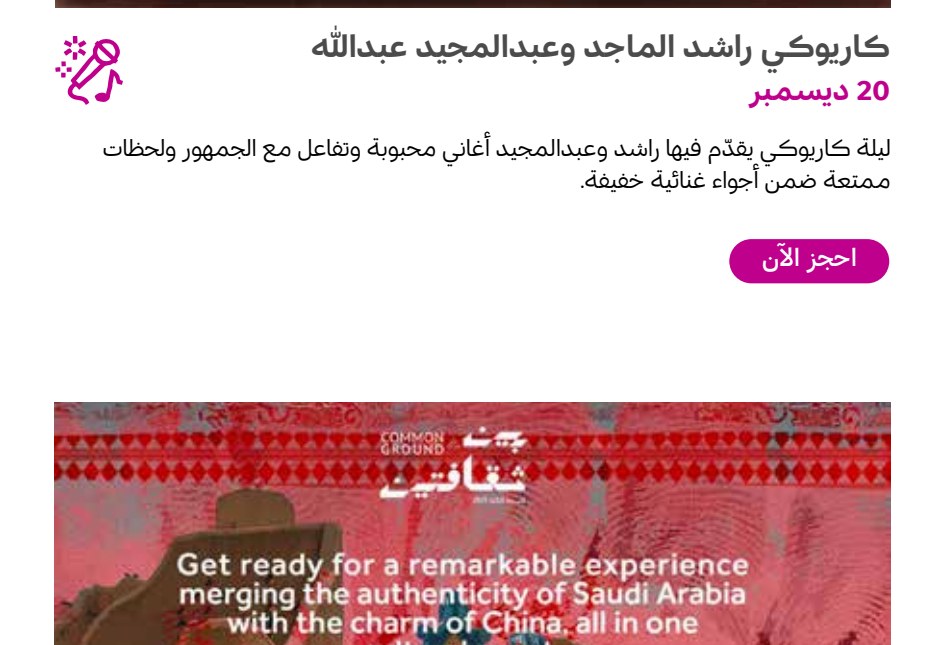 كاريوكي راشد الماجد وعبدالمجيد عبدالله
20 ديسمبر
ليلة كاريوكي يقدّم فيها راشد وعبدالمجيد أغاني محبوبة وتفاعل مع الجمهور ولحظات
ممتعة ضمن أجواء غنائية خفيفة.
احجز الآن
COMMON
GROUND
بين
ثقافتين
Get ready for a remarkable experience
merging the authenticity of Saudi Arabia
with the charm of China, all in one